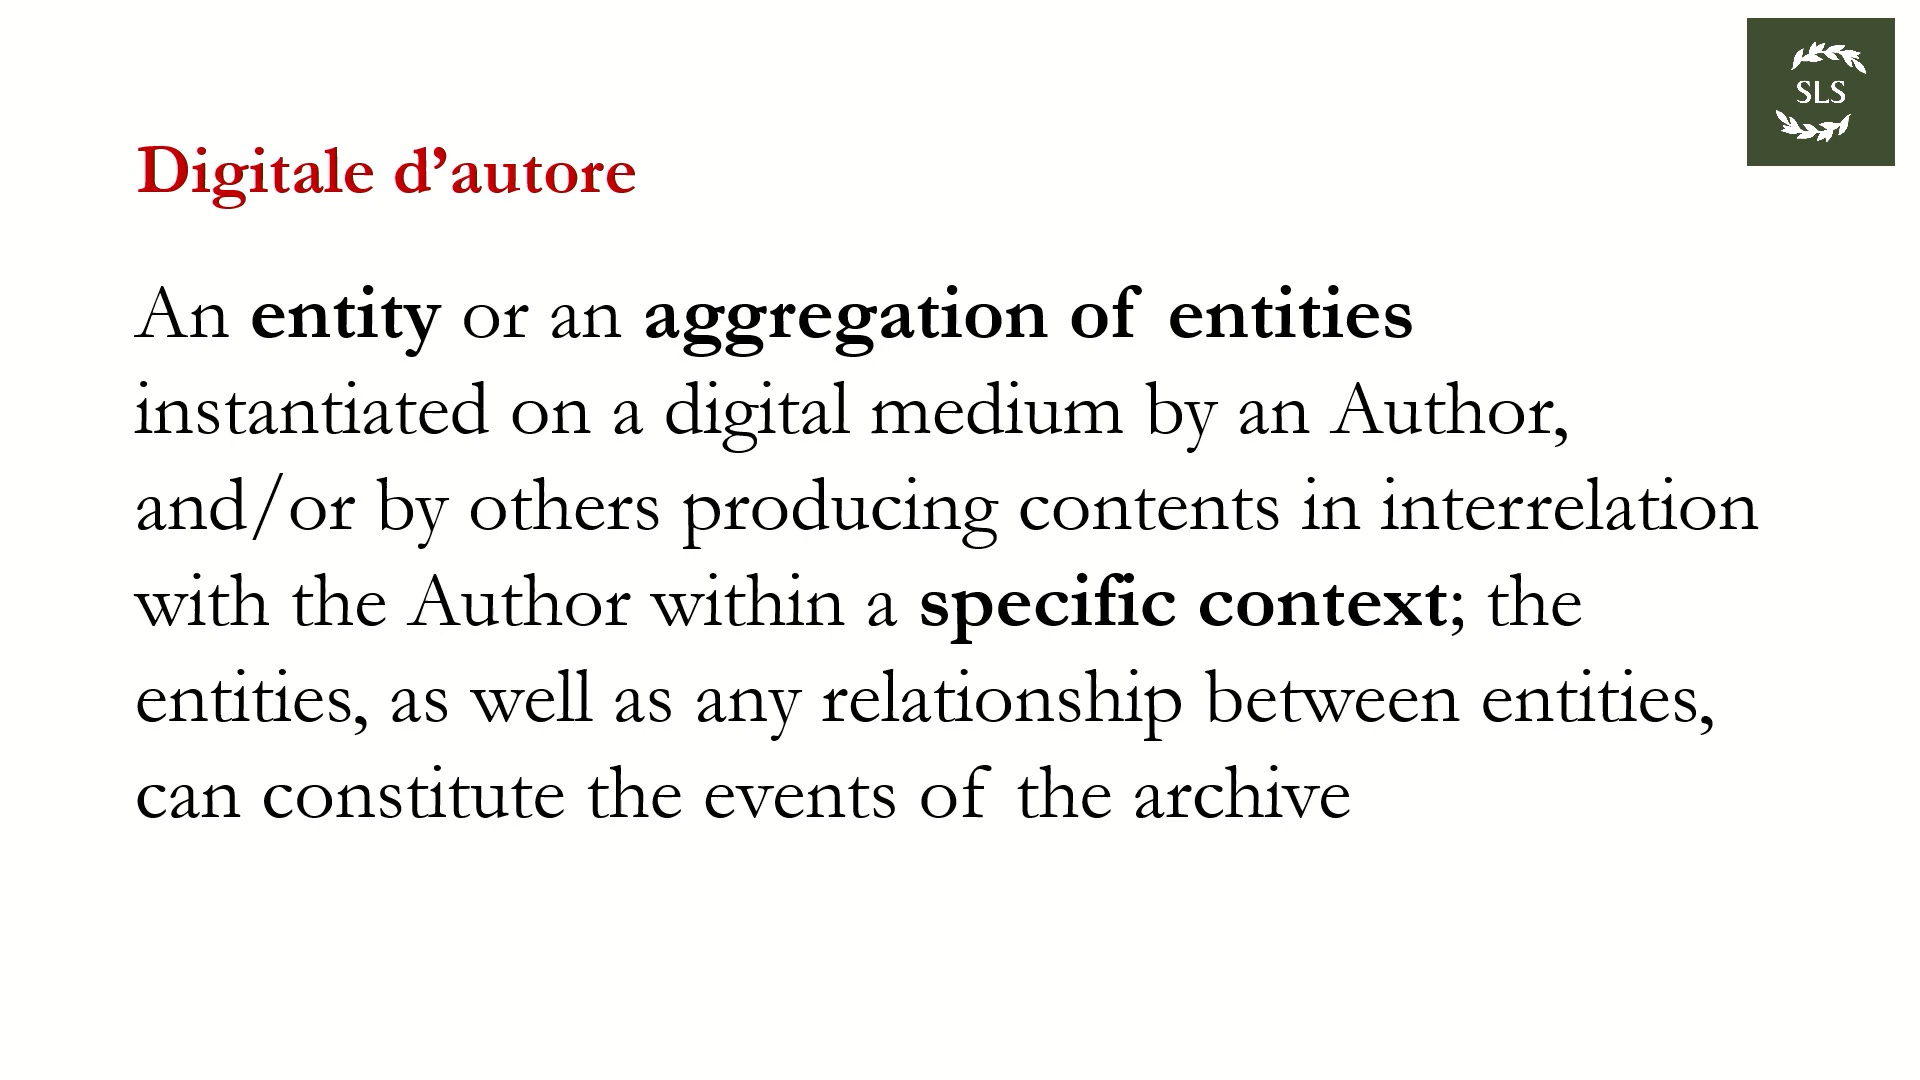 SLS
Digitale d’autore
An entity or an aggregation of entities
instantiated on a digital medium by an Author,
and/or by others producing contents in interrelation
with the Author within a specific context; the
entities, as well as any relationship between entities,
can constitute the events of the archive